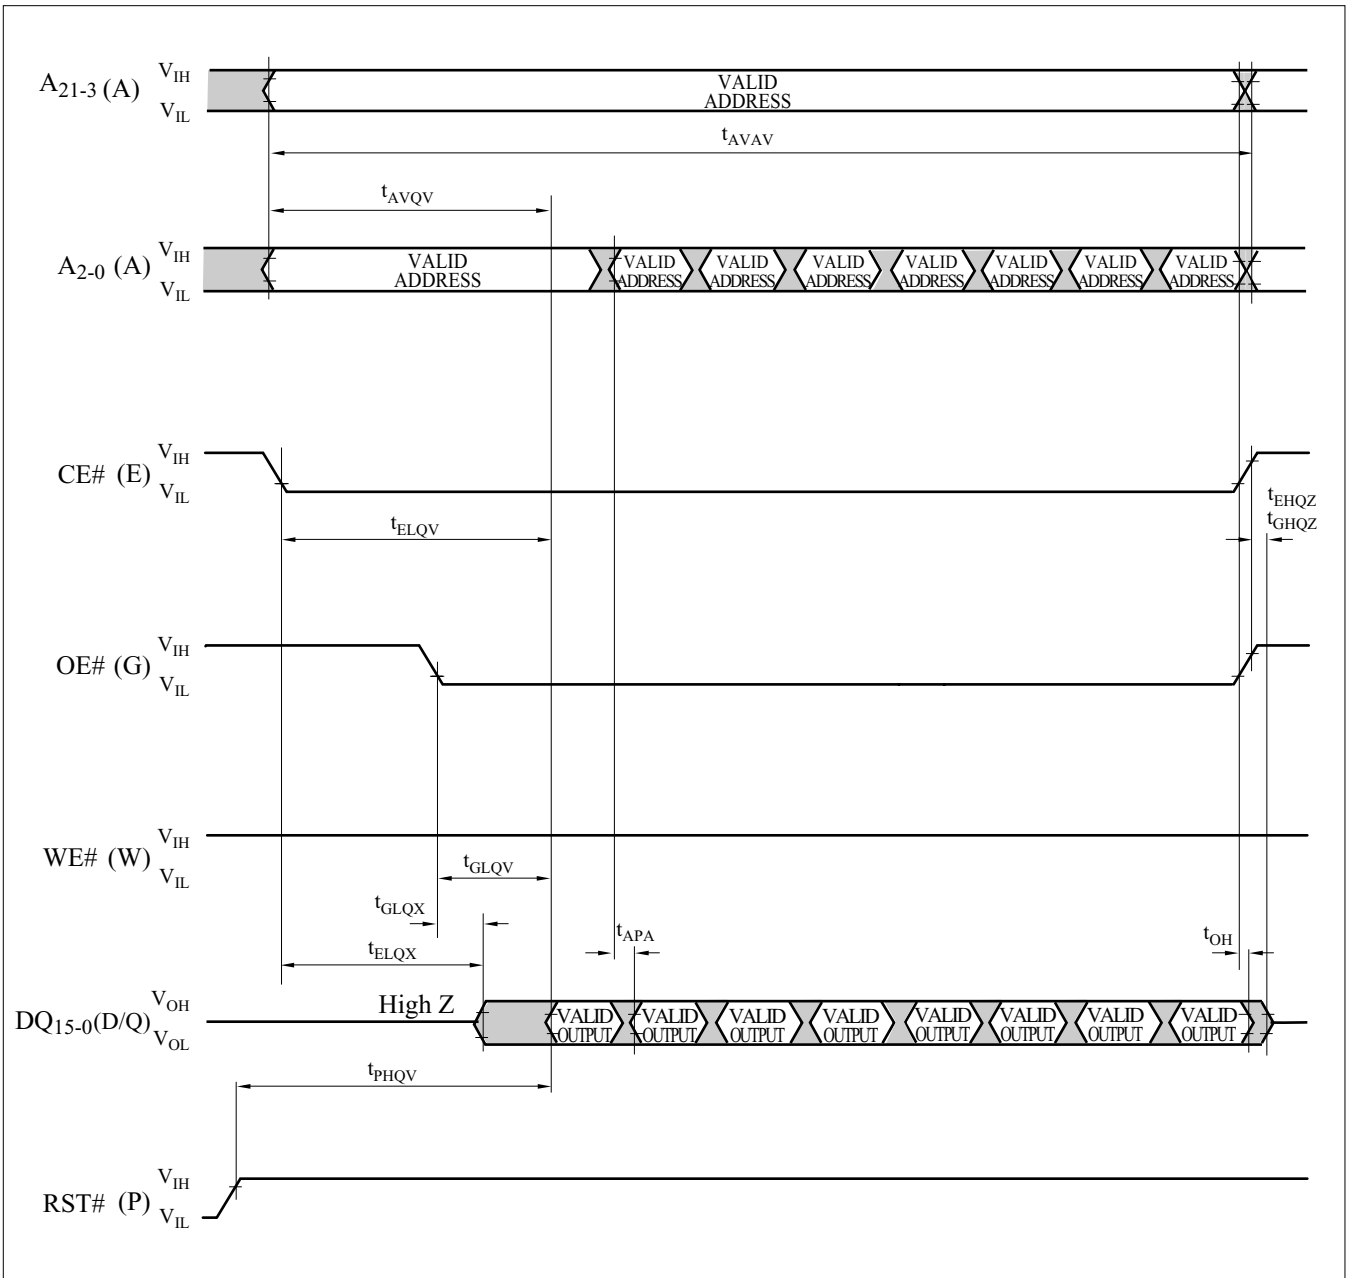 A21-3 (A) VIH VIL VALID ADDRESS
tAVAV
tAVQV
A2-0 (A) VIH VIL VALID ADDRESS VALID ADDRESS VALID ADDRESS VALID ADDRESS VALID ADDRESS VALID ADDRESS VALID ADDRESS VALID ADDRESS
CE# (E) VIH VIL
tEHQZ
tGHQZ
tELQV
OE# (G) VIH VIL
WE# (W) VIH VIL
tGLQV
tGLQX
tAPA
tOH
tELQX
DQ15-0(D/Q) VOH VOL High Z VALID OUTPUT VALID OUTPUT VALID OUTPUT VALID OUTPUT VALID OUTPUT VALID OUTPUT VALID OUTPUT VALID OUTPUT
tPHQV
RST# (P) VIH VIL